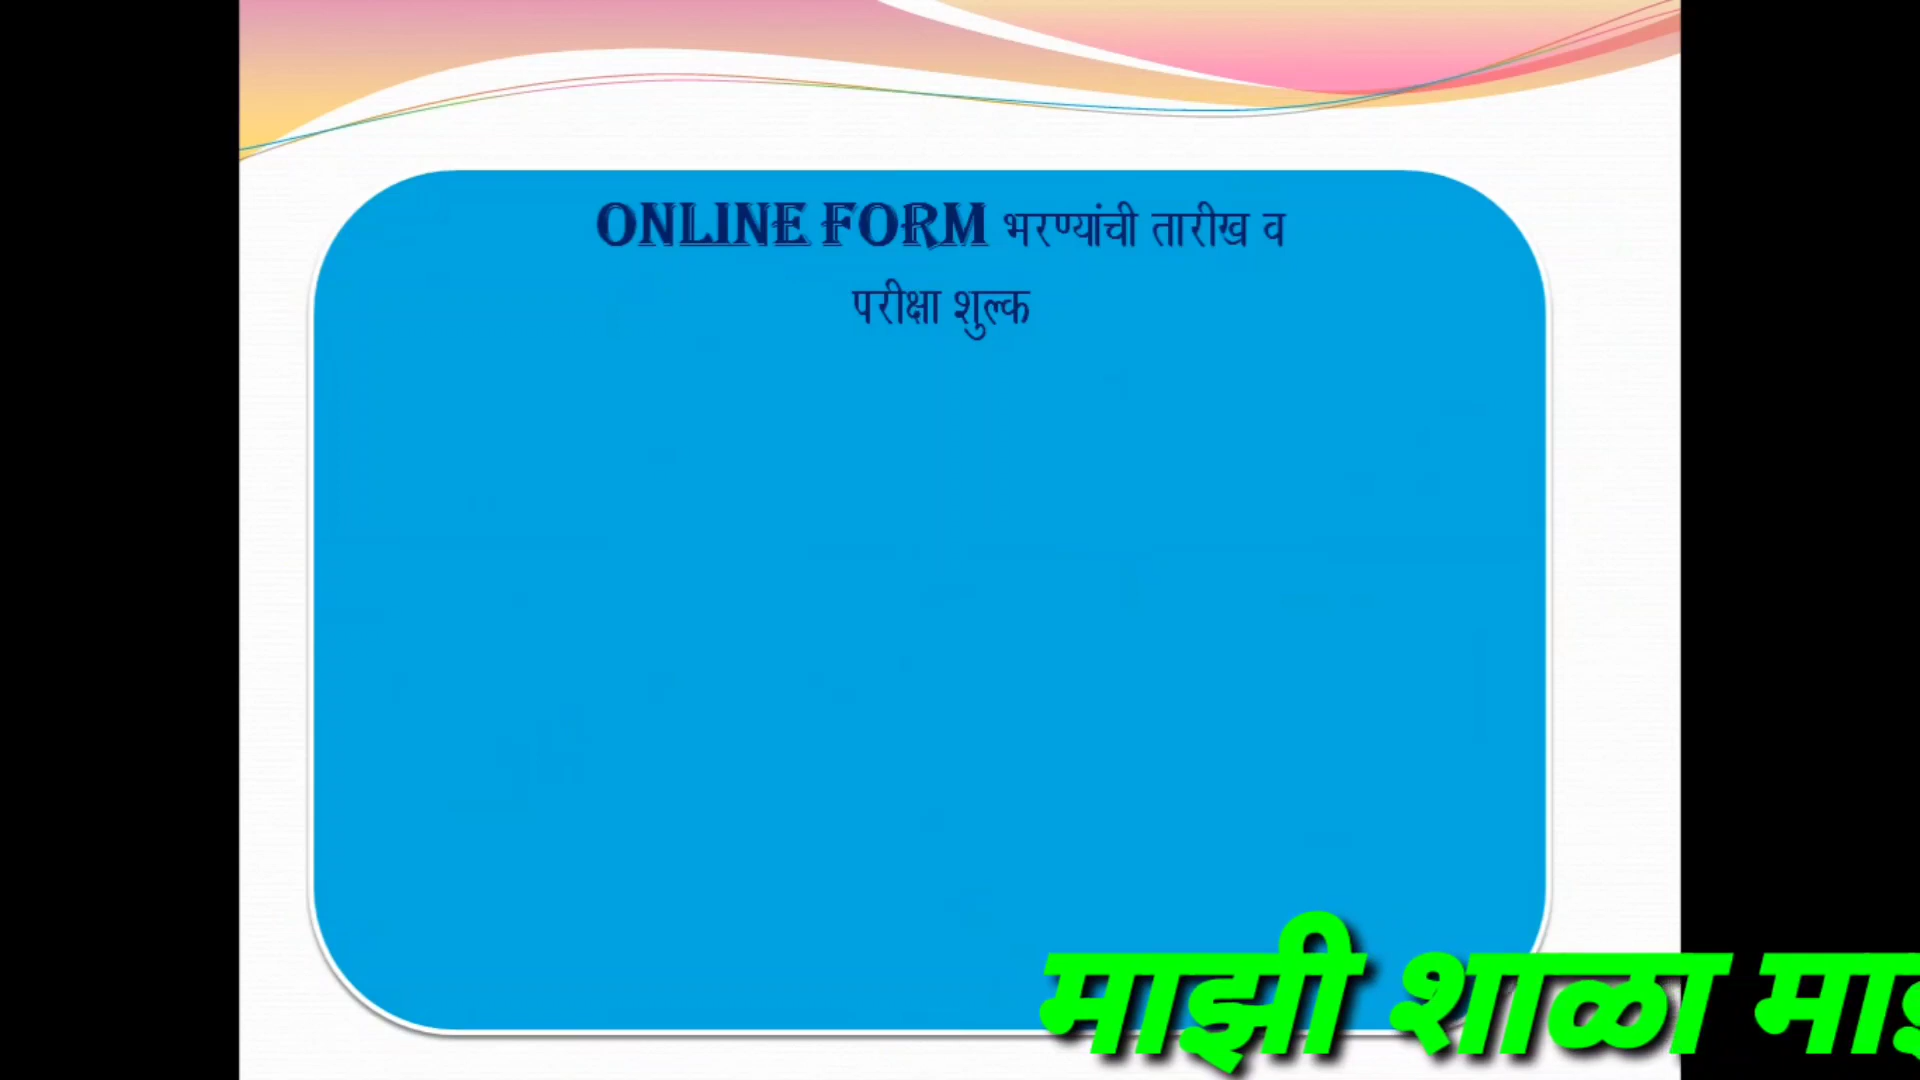 ONLINE FORM भरण्यांची तारीख व
परीक्षा शुल्क
माझी शाळा